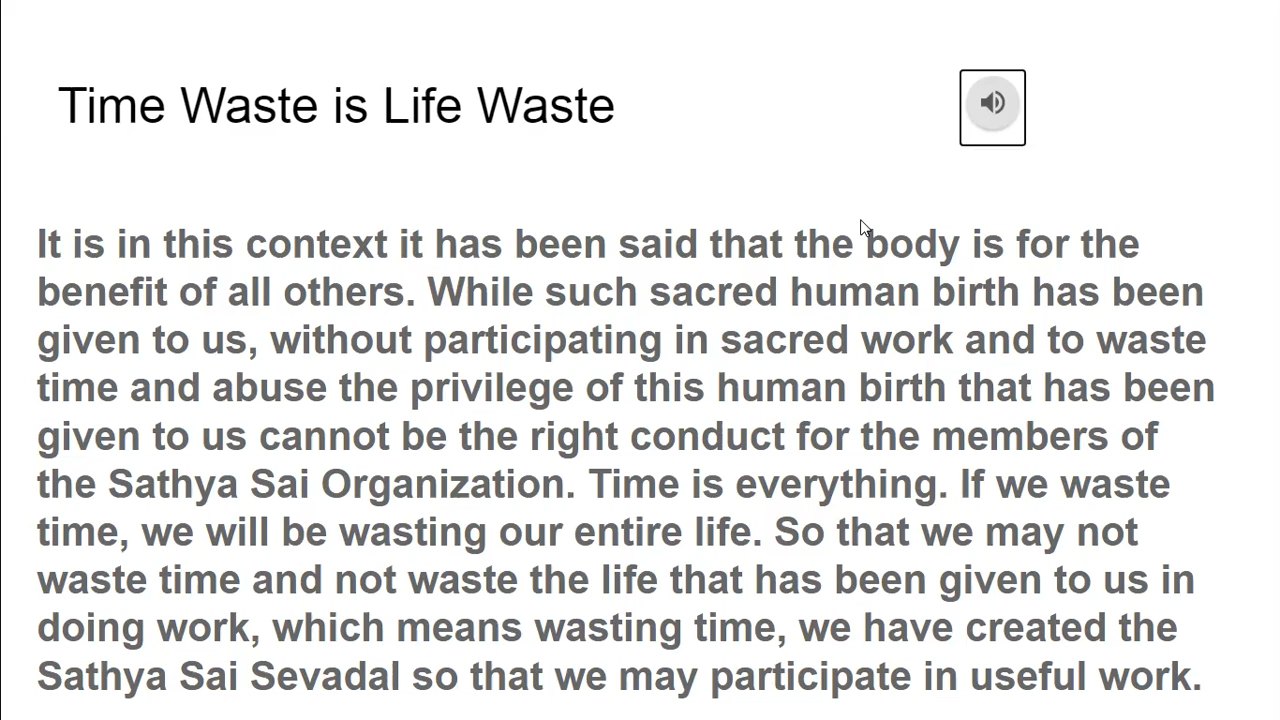 Time Waste is Life Waste
It is in this context it has been said that the body is for the
benefit of all others. While such sacred human birth has been
given to us, without participating in sacred work and to waste
time and abuse the privilege of this human birth that has been
given to us cannot be the right conduct for the members of
the Sathya Sai Organization. Time is everything. If we waste
time, we will be wasting our entire life. So that we may not
waste time and not waste the life that has been given to us in
doing work, which means wasting time, we have created the
Sathya Sai Sevadal so that we may participate in useful work.